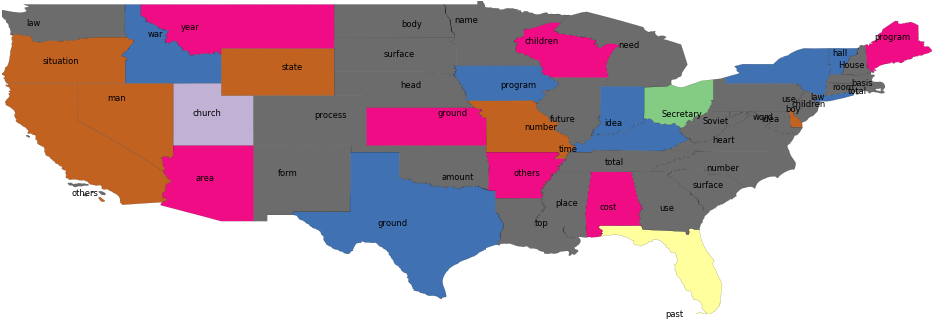 law
war
year
body
name
children
need
hall
program
House
situation
state
surface
head
program
room
basis
total
man
church
process
ground
number
future
idea
Secretary
Soviet
use
law
children
boy
word
idea
heart
time
total
number
others
area
form
amount
others
surface
place
cost
use
ground
top
past